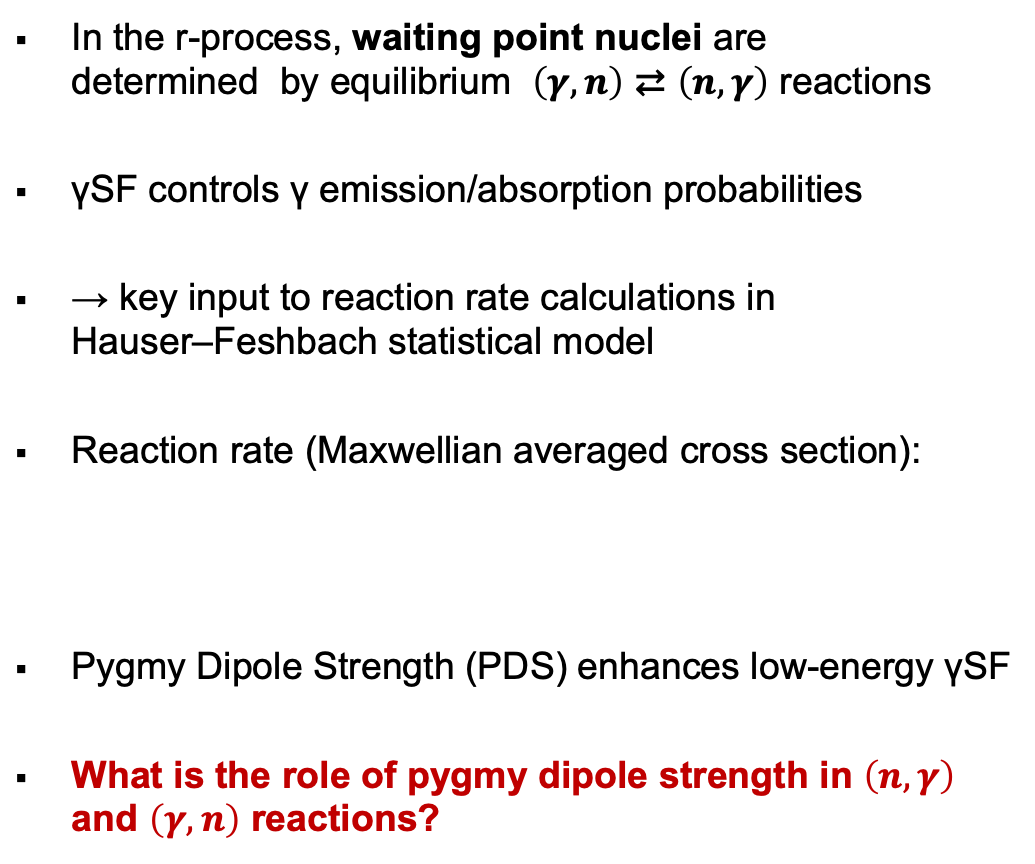 ▪ In the r-process, waiting point nuclei are
determined by equilibrium (γ, n) ⇄ (n, γ) reactions
▪ γSF controls γ emission/absorption probabilities
▪ → key input to reaction rate calculations in
Hauser–Feshbach statistical model
▪ Reaction rate (Maxwellian averaged cross section):
▪ Pygmy Dipole Strength (PDS) enhances low-energy γSF
▪ What is the role of pygmy dipole strength in (n, γ)
and (γ, n) reactions?